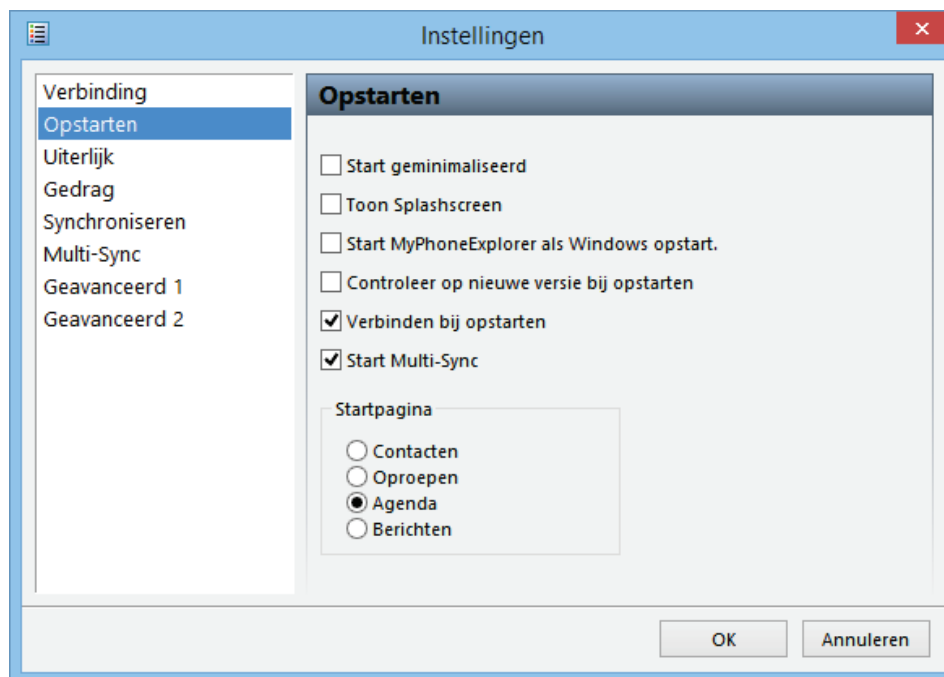 Instellingen
Verbinding
Opstarten
Uiterlijk
Gedrag
Synchroniseren
Multi-Sync
Geavanceerd 1
Geavanceerd 2
Opstarten
Start geminimaliseerd
Toon Splashscreen
Start MyPhoneExplorer als Windows opstart.
Controleer op nieuwe versie bij opstarten
Verbinden bij opstarten
Start Multi-Sync
Startpagina
Contacten
Oproepen
Agenda
Berichten
OK
Annuleren